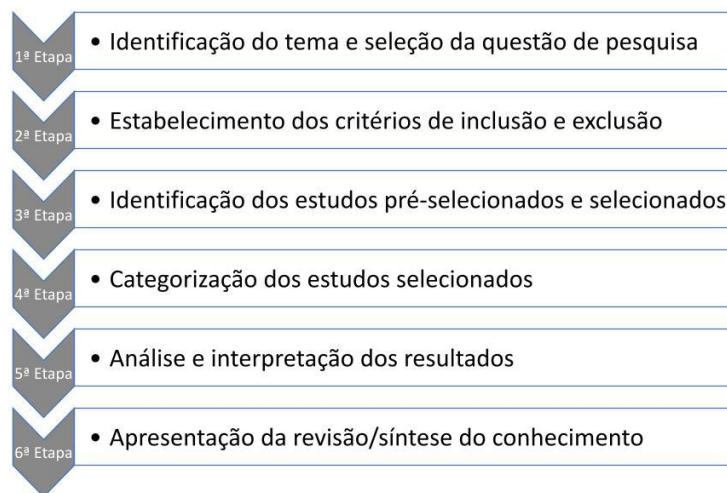 1ª Etapa
• Identificação do tema e seleção da questão de pesquisa
2ª Etapa
• Estabelecimento dos critérios de inclusão e exclusão
3ª Etapa
• Identificação dos estudos pré-selecionados e selecionados
4ª Etapa
• Categorização dos estudos selecionados
5ª Etapa
• Análise e interpretação dos resultados
6ª Etapa
• Apresentação da revisão/síntese do conhecimento